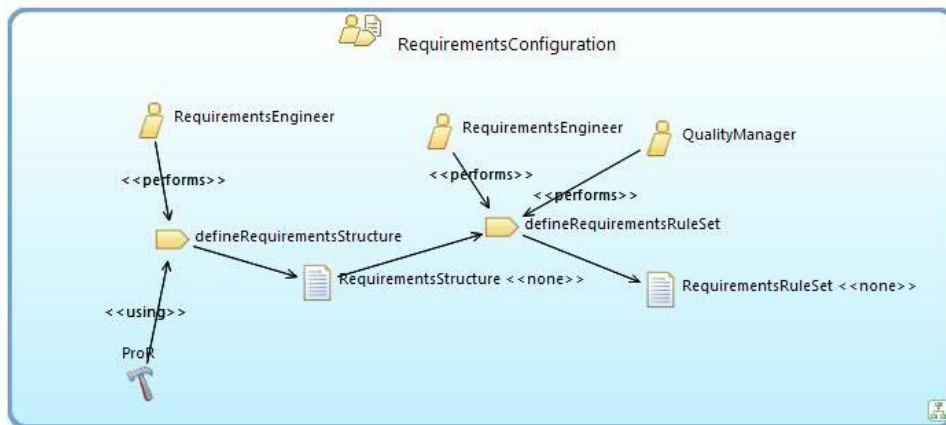 RequirementsConfiguration
RequirementsEngineer
RequirementsEngineer
QualityManager
<<performs>>
<<performs>>
<<performs>>
defineRequirementsStructure
defineRequirementsRuleSet
RequirementsStructure <<none>>
RequirementsRuleSet <<none>>
<<using>>
ProR